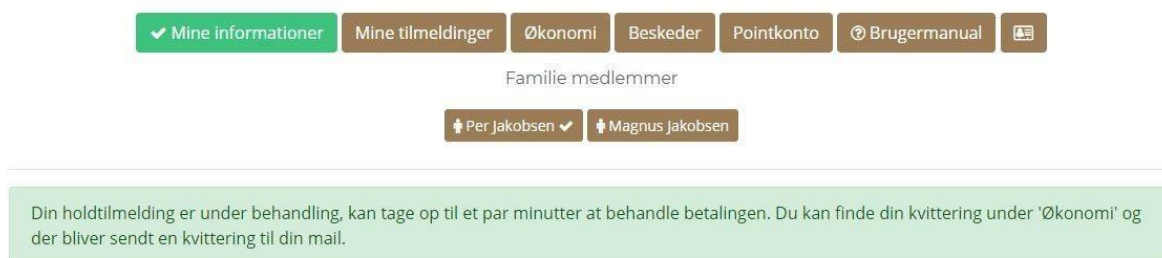 Mine informationer Mine tilmeldinger Økonomi Beskeder Pointkonto Brugermanual
Familie medlemmer
Per Jakobsen Magnus Jakobsen
Din holdtilmelding er under behandling, kan tage op til et par minutter at behandle betalingen. Du kan finde din kvittering under 'Økonomi' og
der bliver sendt en kvittering til din mail.